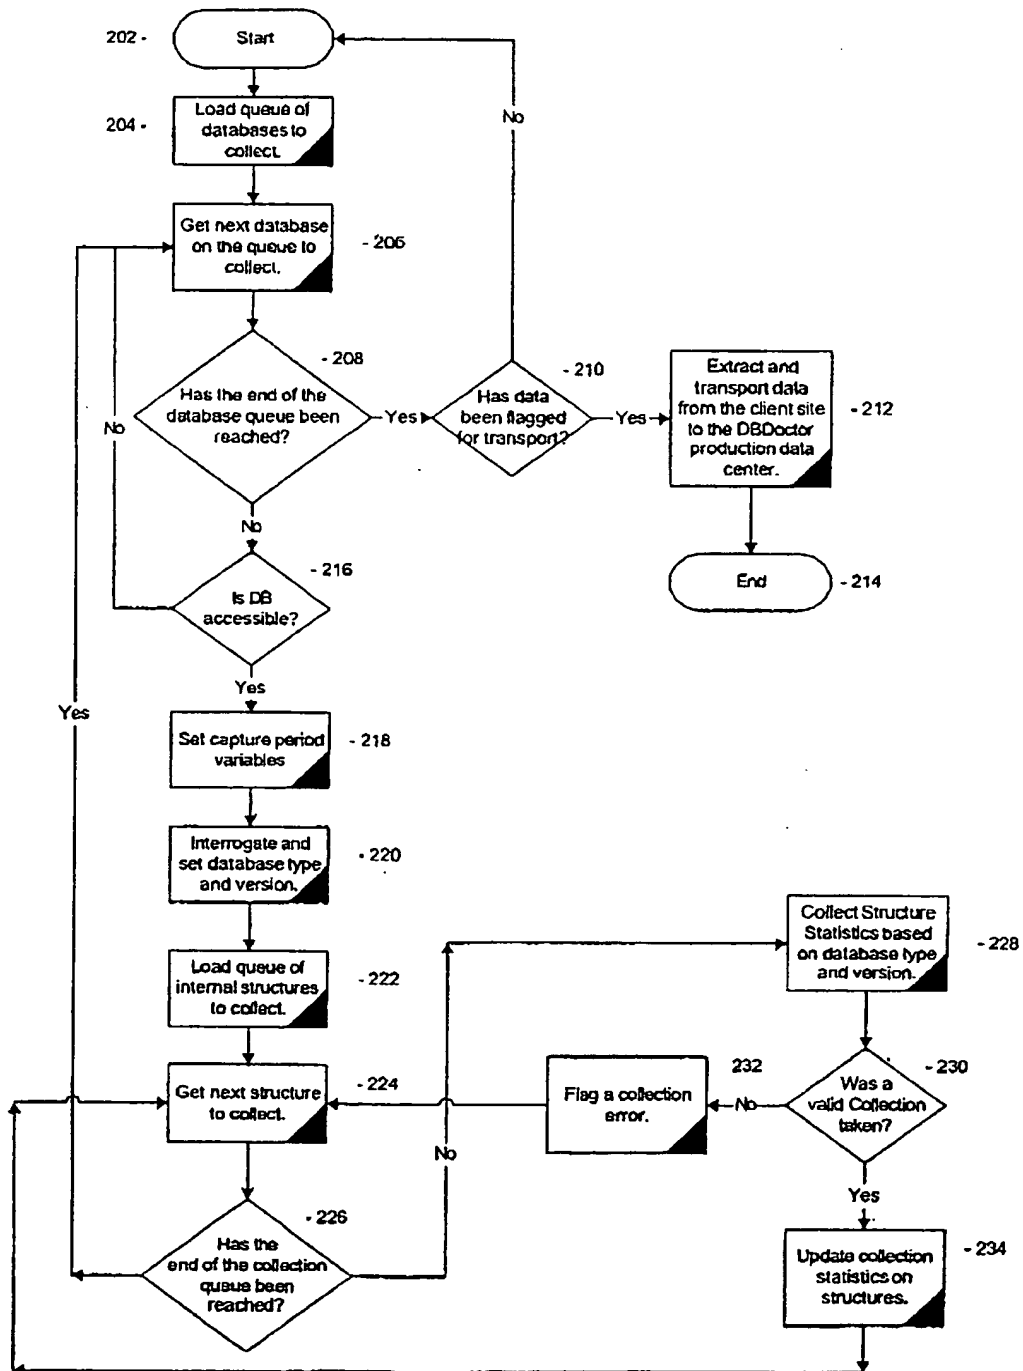 202 -
Start
204 -
Load queue of
databases to
collect.
No
Get next database
on the queue to
collect.
- 206
- 208
Has the end of the
database queue been
reached?
No
Yes
- 210
Has data
been flagged
for transport?
Yes
Extract and
transport data
from the client site
to the DBDoctor
production data
center.
- 212
No
- 216
Is DB
accessible?
End
- 214
Yes
Yes
Set capture period
variables
- 218
Interrogate and
set database type
and version.
- 220
Load queue of
internal structures
to collect.
- 222
Collect Structure
Statistics based
on database type
and version.
- 228
Get next structure
to collect.
- 224
Flag a collection
error.
232
No
- 230
Was a
valid Collection
taken?
No
Yes
- 226
Has the
end of the collection
queue been
reached?
Update collection
statistics on
structures.
- 234